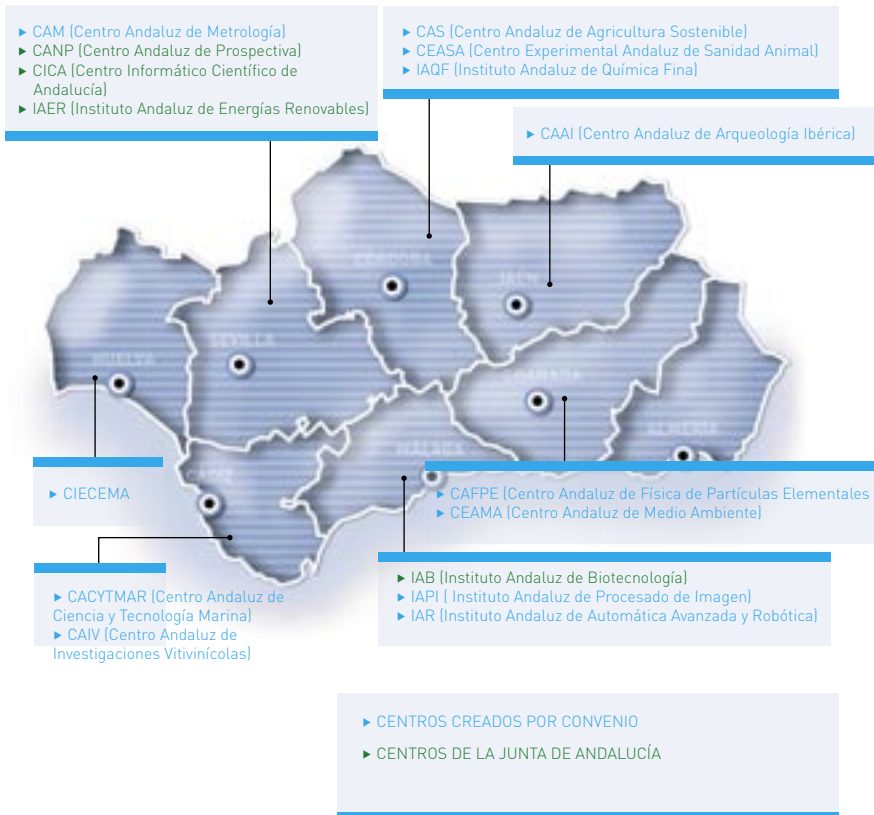 ► CAM (Centro Andaluz de Metrología)
► CANP (Centro Andaluz de Prospectiva)
► CICA (Centro Informático Científico de
Andalucía)
► IAER (Instituto Andaluz de Energías Renovables)
► CAS (Centro Andaluz de Agricultura Sostenible)
► CEASA (Centro Experimental Andaluz de Sanidad Animal)
► IAQF (Instituto Andaluz de Química Fina)
► CAAI (Centro Andaluz de Arqueología Ibérica)
CÓRDOBA
JAÉN
SEVILLA
HUELVA
GRANADA
ALMERÍA
MÁLAGA
CÁDIZ
► CIECEMA
► CAFPE (Centro Andaluz de Física de Partículas Elementales
► CEAMA (Centro Andaluz de Medio Ambiente)
► CACYTMAR (Centro Andaluz de
Ciencia y Tecnología Marina)
► CAIV (Centro Andaluz de
Investigaciones Vitivinícolas)
► IAB (Instituto Andaluz de Biotecnología)
► IAPI ( Instituto Andaluz de Procesado de Imagen)
► IAR (Instituto Andaluz de Automática Avanzada y Robótica)
► CENTROS CREADOS POR CONVENIO
► CENTROS DE LA JUNTA DE ANDALUCÍA